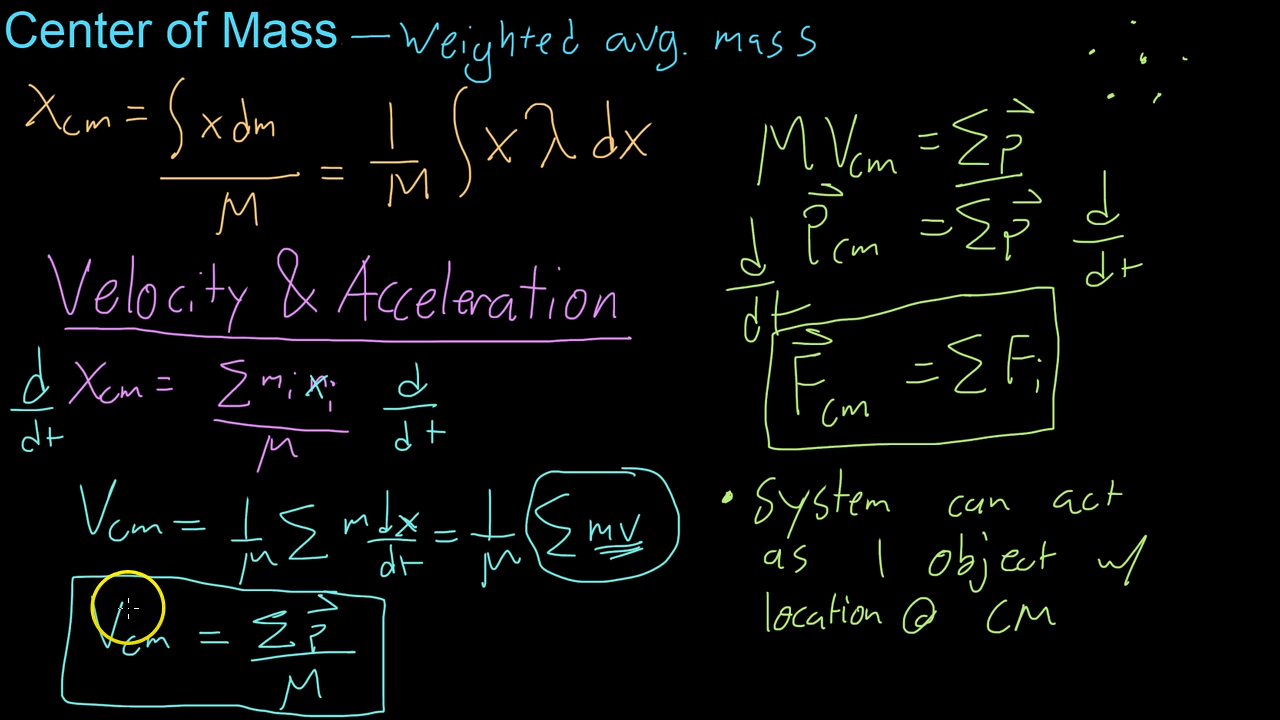 Center of Mass — Weighted avg. mass
Xcm = ∫ x dm / M = 1/M ∫ x λ dx
Velocity & Acceleration
d/dt Xcm = Σ mᵢ xᵢ / M d/dt
Vcm = 1/M Σ m dx/dt = 1/M Σ mv
Vcm = Σ p⃗ / M
M Vcm = Σ p⃗
d/dt P⃗cm = Σ p⃗ d/dt
F⃗cm = Σ Fᵢ
• System can act
as 1 object w/
location @ CM